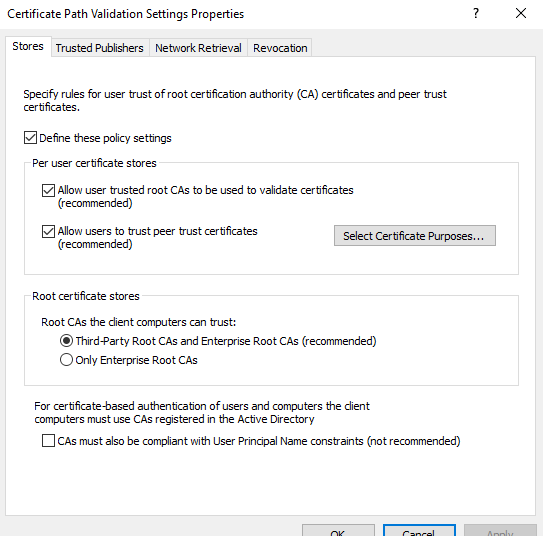 Certificate Path Validation Settings Properties
Stores
Trusted Publishers
Network Retrieval
Revocation
Specify rules for user trust of root certification authority (CA) certificates and peer trust
certificates.
Define these policy settings
Per user certificate stores
Allow user trusted root CAs to be used to validate certificates
(recommended)
Allow users to trust peer trust certificates
(recommended)
Select Certificate Purposes...
Root certificate stores
Root CAs the client computers can trust:
Third-Party Root CAs and Enterprise Root CAs (recommended)
Only Enterprise Root CAs
For certificate-based authentication of users and computers the client
computers must use CAs registered in the Active Directory
CAs must also be compliant with User Principal Name constraints (not recommended)
OK
Cancel
Apply